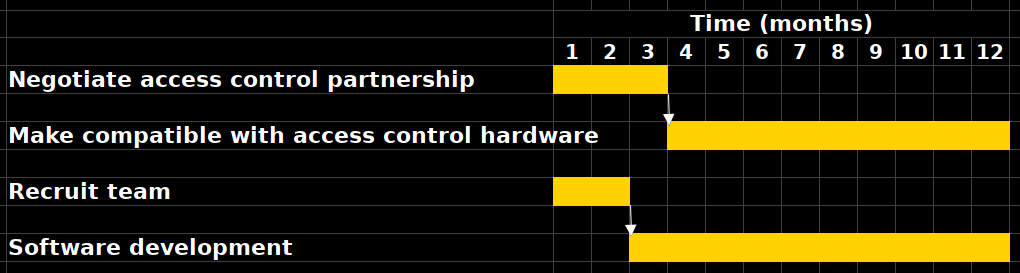 Time (months)
1 2 3 4 5 6 7 8 9 10 11 12
Negotiate access control partnership
Make compatible with access control hardware
Recruit team
Software development